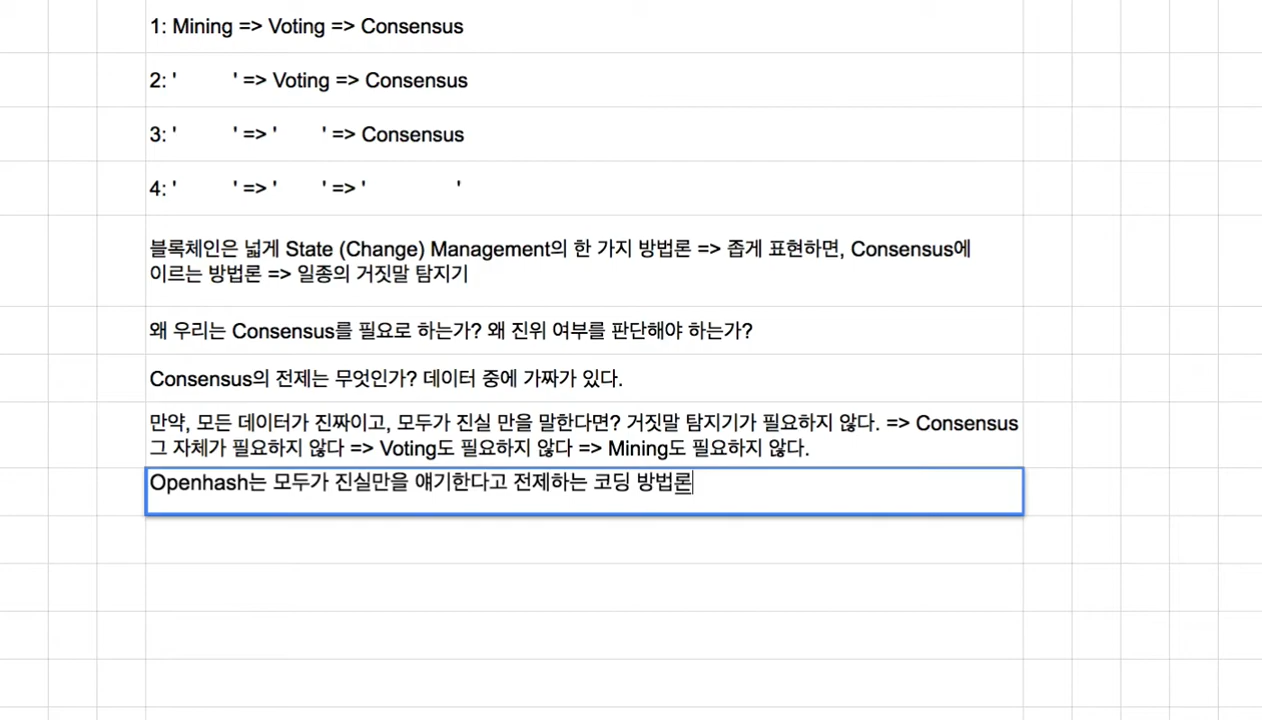 1: Mining => Voting => Consensus
2: ' ' => Voting => Consensus
3: ' ' => ' ' => Consensus
4: ' ' => ' ' => ' '
블록체인은 넓게 State (Change) Management의 한 가지 방법론 => 좁게 표현하면, Consensus에
이르는 방법론 => 일종의 거짓말 탐지기
왜 우리는 Consensus를 필요로 하는가? 왜 진위 여부를 판단해야 하는가?
Consensus의 전제는 무엇인가? 데이터 중에 가짜가 있다.
만약, 모든 데이터가 진짜이고, 모두가 진실 만을 말한다면? 거짓말 탐지기가 필요하지 않다. => Consensus
그 자체가 필요하지 않다 => Voting도 필요하지 않다 => Mining도 필요하지 않다.
Openhash는 모두가 진실만을 얘기한다고 전제하는 코딩 방법론